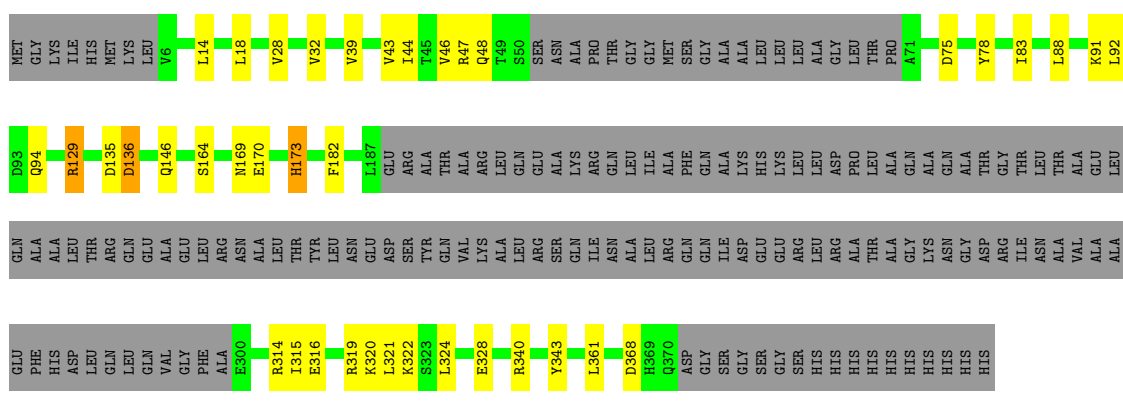 MET GLY LYS ILE HIS MET LYS LEU V6 L14 L18 V28 V32 V39 V43 I44 T45 V46 R47 Q48 T49 S50 SER ASN ALA PRO THR GLY GLY MET SER GLY ALA ALA LEU LEU LEU ALA GLY LEU THR PRO A71 D75 Y78 I83 L88 K91 L92
D93 Q94 R129 D135 D136 Q146 S164 N169 E170 H173 F182 L187 GLU ARG ALA THR ALA ARG LEU GLN GLU ALA LYS ARG GLN LEU ILE ALA PHE GLN ALA LYS HIS LYS LEU LEU ASP PRO LEU ALA GLN ALA GLN ALA THR GLY THR LEU THR ALA GLU LEU
GLN ALA ALA LEU THR ARG GLN GLU ALA GLU LEU ARG ASN ALA LEU THR TYR LEU ASN GLU ASP SER TYR GLN VAL LYS ALA LEU ARG SER GLN ILE ASN ALA LEU ARG GLN GLN ILE ASP GLU GLU ARG LEU ARG ALA THR ALA GLY LYS ASN GLY ASP ARG ILE ASN ALA VAL ALA ALA
GLU PHE HIS ASP LEU GLN LEU GLN VAL GLY PHE ALA E300 R314 I315 E316 R319 K320 L321 K322 S323 L324 E328 R340 Y343 L361 D368 H369 Q370 ASP GLY SER GLY SER GLY SER HIS HIS HIS HIS HIS HIS HIS HIS HIS HIS